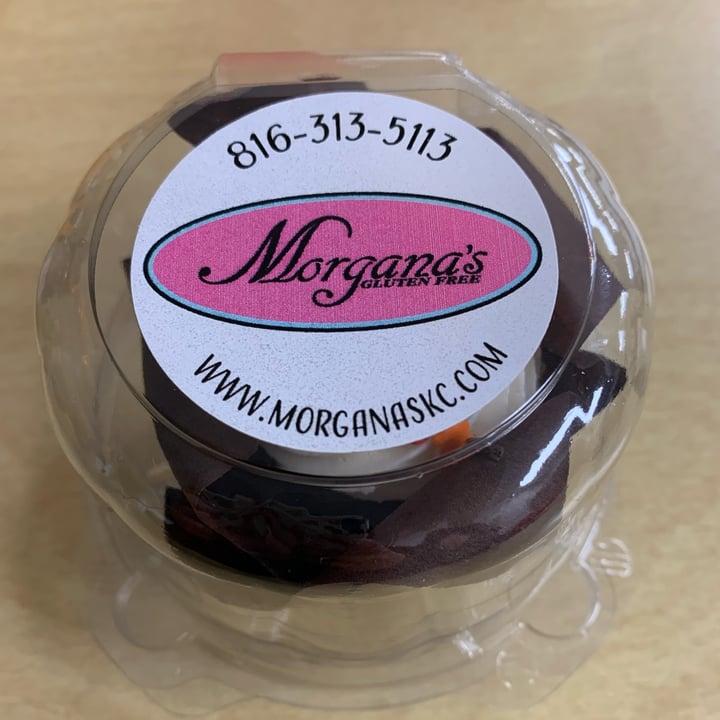 816-313-5113
Morgana's
GLUTEN FREE
WWW.MORGANASKC.COM